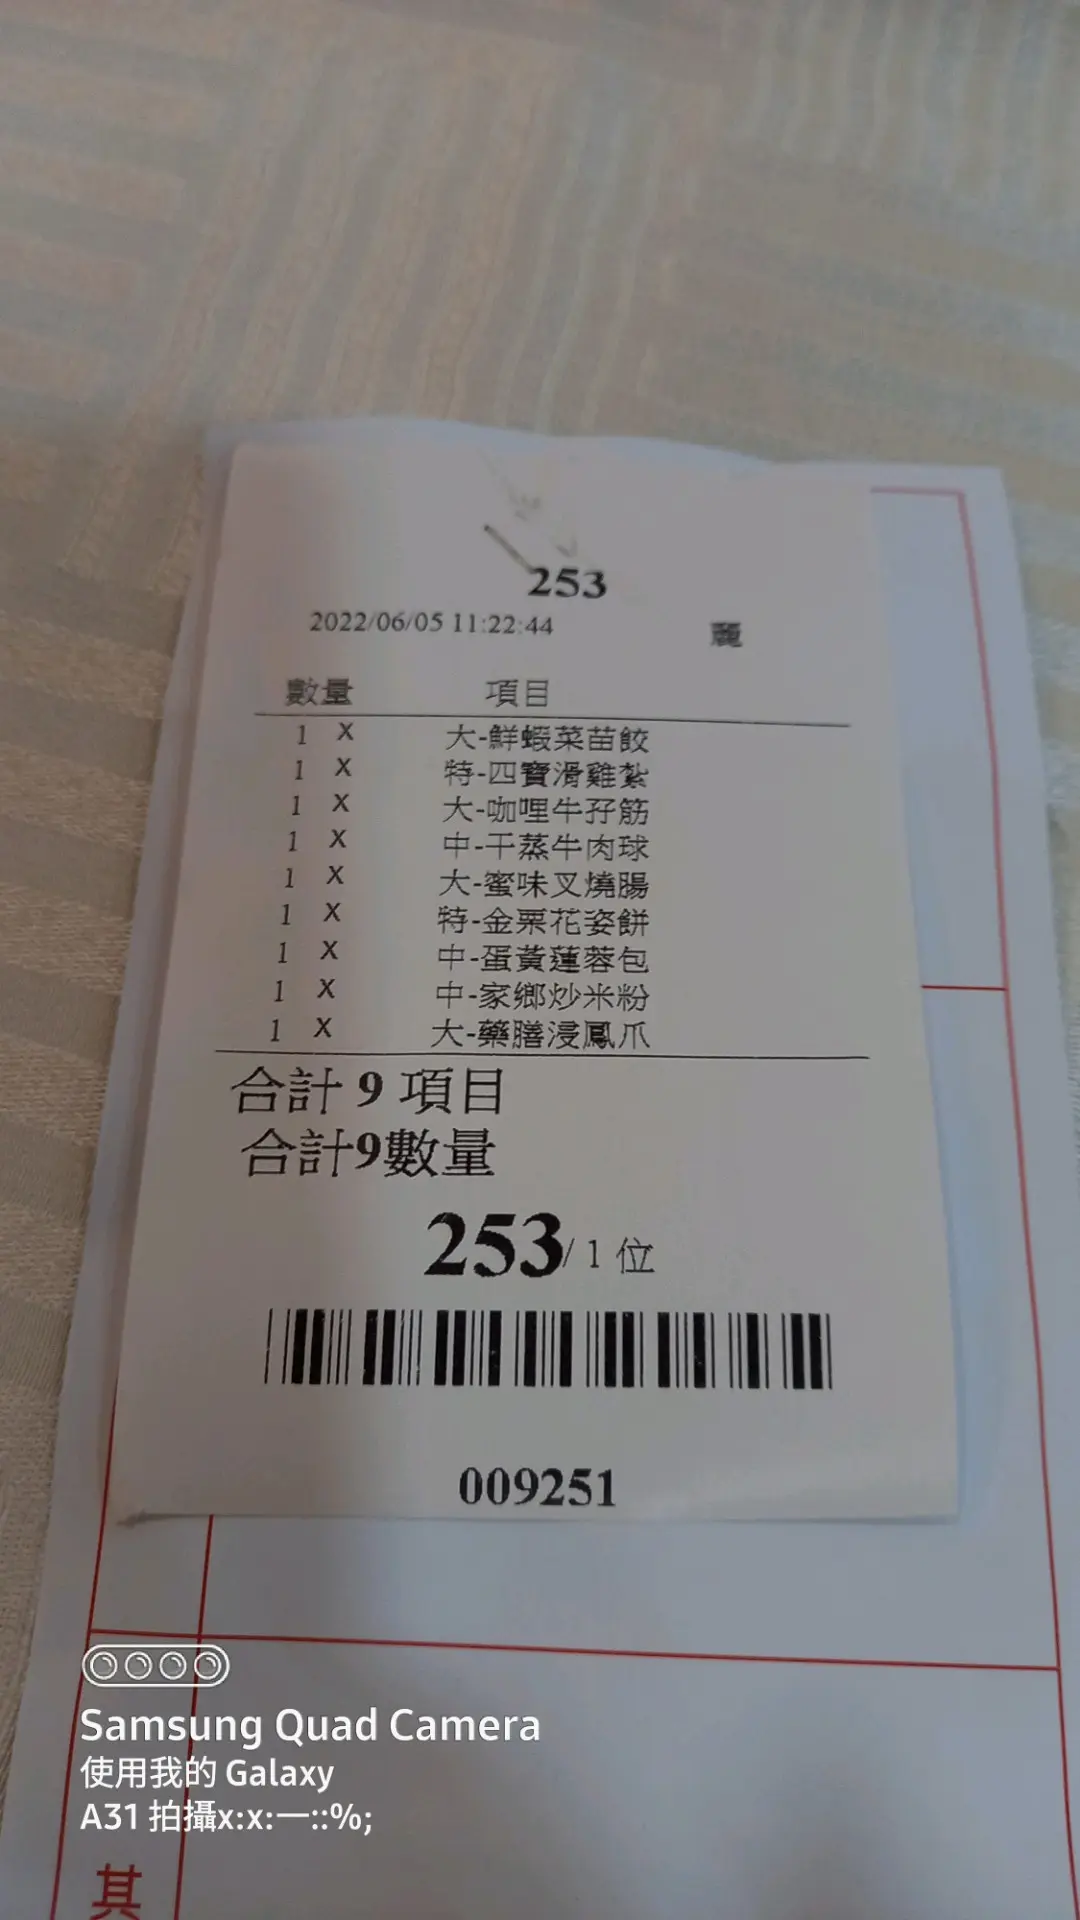 253
2022/06/05 11:22:44 麗
數量 項目
1 X 大-鮮蝦菜苗餃
1 X 特-四寶滑雞紮
1 X 大-咖哩牛孖筋
1 X 中-干蒸牛肉球
1 X 大-蜜味叉燒腸
1 X 特-金栗花姿餅
1 X 中-蛋黃蓮蓉包
1 X 中-家鄉炒米粉
1 X 大-藥膳浸鳳爪
合計 9 項目
合計9數量
253/ 1 位
009251
Samsung Quad Camera
使用我的 Galaxy
A31 拍攝x:x:一::%;
其